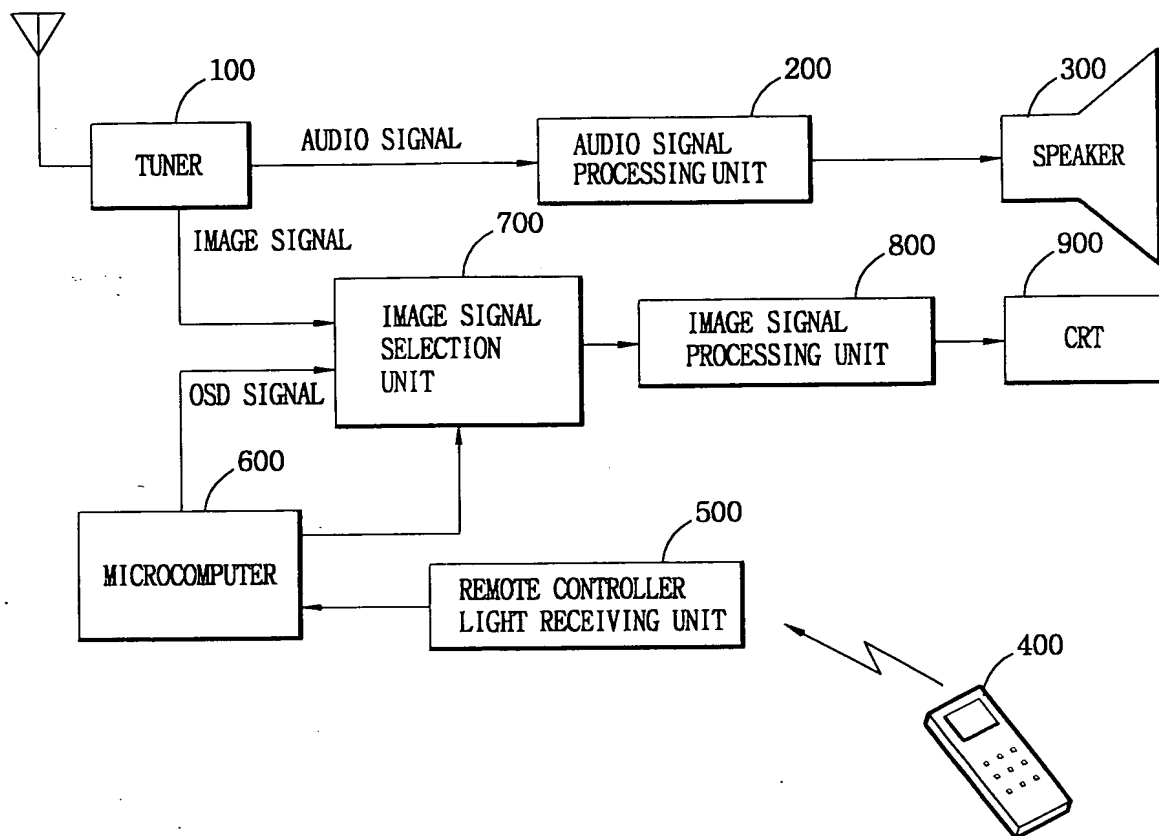 100
200
300
TUNER
AUDIO SIGNAL
AUDIO SIGNAL
PROCESSING UNIT
SPEAKER
IMAGE SIGNAL
700
800
900
IMAGE SIGNAL
SELECTION
UNIT
IMAGE SIGNAL
PROCESSING UNIT
CRT
OSD SIGNAL
600
500
MICROCOMPUTER
REMOTE CONTROLLER
LIGHT RECEIVING UNIT
400